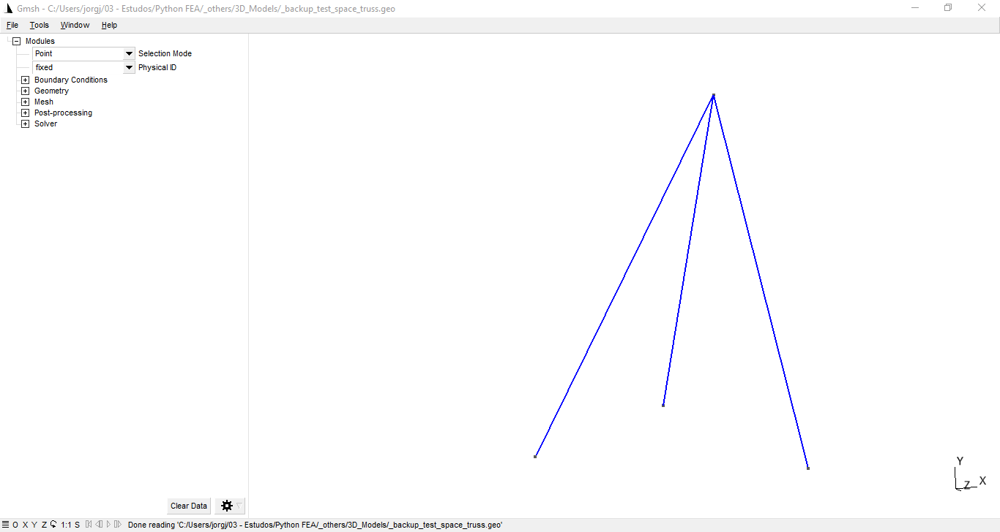 Gmsh - C:/Users/jorgj/03 - Estudos/Python FEA/_others/3D_Models/_backup_test_space_truss.geo
File Tools Window Help
Modules
Point Selection Mode
fixed Physical ID
Boundary Conditions
Geometry
Mesh
Post-processing
Solver
Y
Z X
Clear Data
O X Y Z 1:1 S Done reading 'C:/Users/jorgj/03 - Estudos/Python FEA/_others/3D_Models/_backup_test_space_truss.geo'